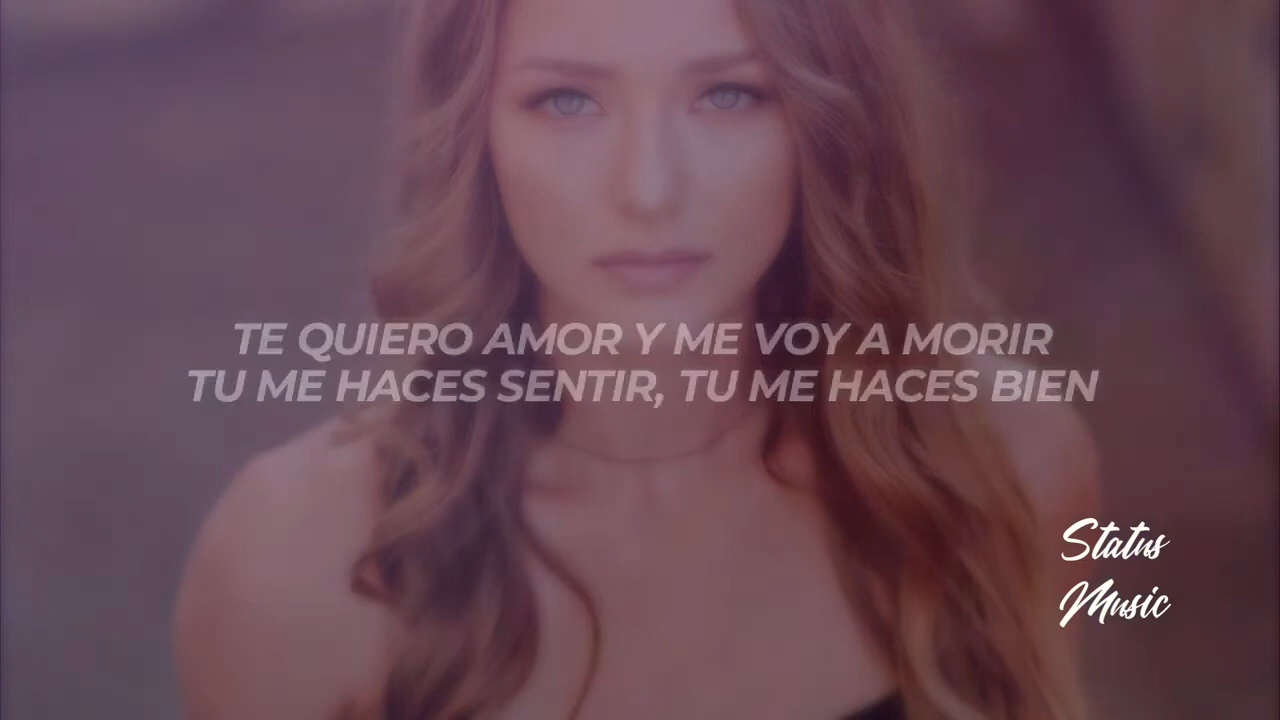 TE QUIERO AMOR Y ME VOY A MORIR
TU ME HACES SENTIR, TU ME HACES BIEN
Status
Music